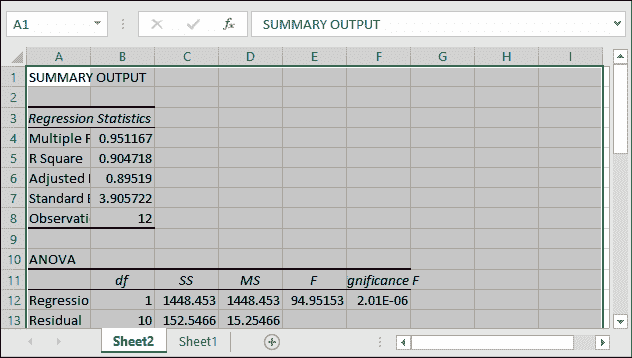 A1 fx SUMMARY OUTPUT
A B C D E F G H I
1 SUMMARY OUTPUT
2
3 Regression Statistics
4 Multiple R 0.951167
5 R Square 0.904718
6 Adjusted 0.89519
7 Standard E 3.905722
8 Observati 12
9
10 ANOVA
11 df SS MS F gnificance F
12 Regressio 1 1448.453 1448.453 94.95153 2.01E-06
13 Residual 10 152.5466 15.25466
Sheet2 Sheet1